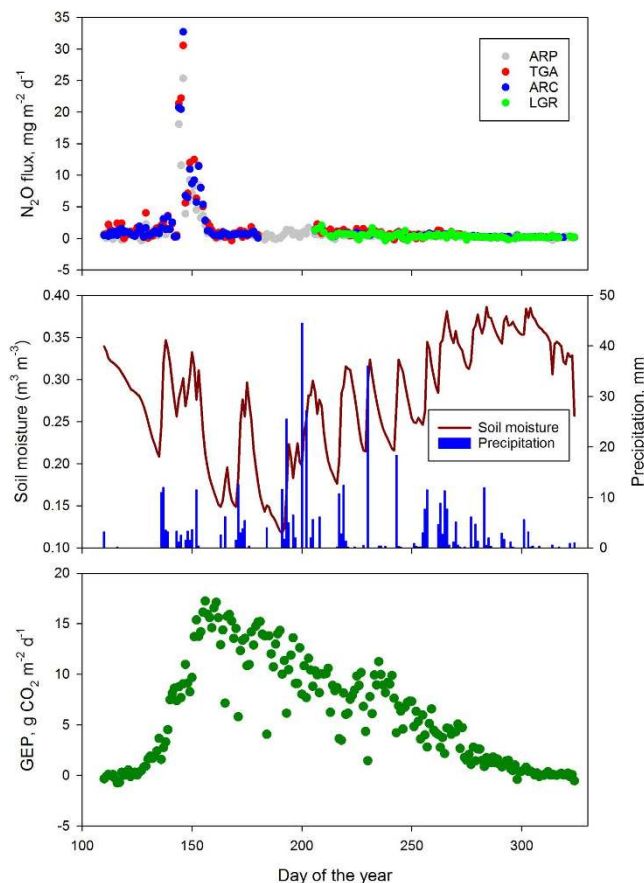 35
30
25
20
15
10
5
0
-5
N2O flux, mg m-2 d-1
ARP
TGA
ARC
LGR
0.40
0.35
0.30
0.25
0.20
0.15
0.10
Soil moisture (m3 m-3)
50
40
30
20
10
0
Precipitation, mm
Soil moisture
Precipitation
20
15
10
5
0
-5
GEP, g CO2 m-2 d-1
100 150 200 250 300
Day of the year